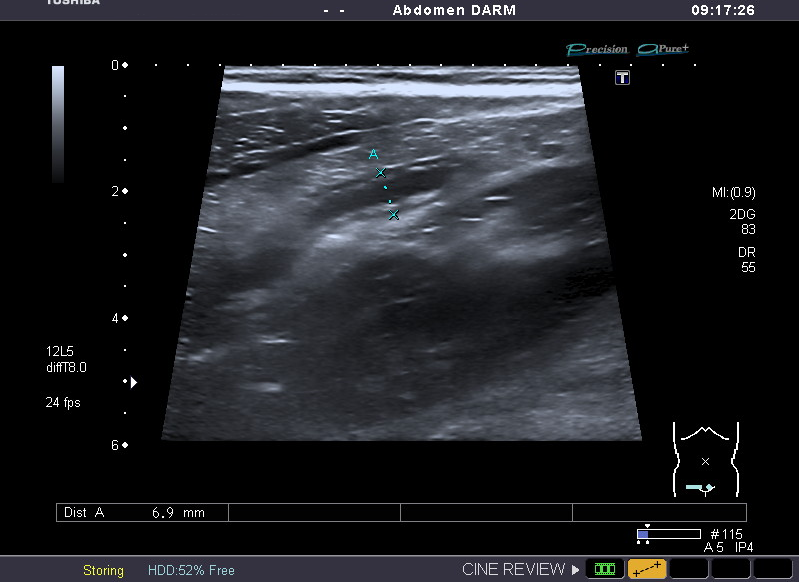 TOSHIBA
- - Abdomen DARM 09:17:26
Precision APure+
T
0
A
2
MI:(0.9)
2DG
83
DR
55
4
12L5
diffT8.0
24 fps
6
Dist A 6.9 mm
#115
A 5 IP4
Storing HDD:52% Free CINE REVIEW